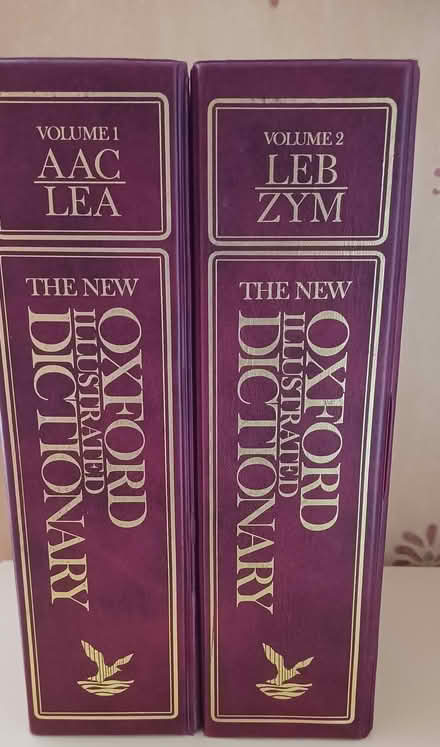 VOLUME 1
AAC
LEA
THE NEW
OXFORD
ILLUSTRATED
DICTIONARY
VOLUME 2
LEB
ZYM
THE NEW
OXFORD
ILLUSTRATED
DICTIONARY